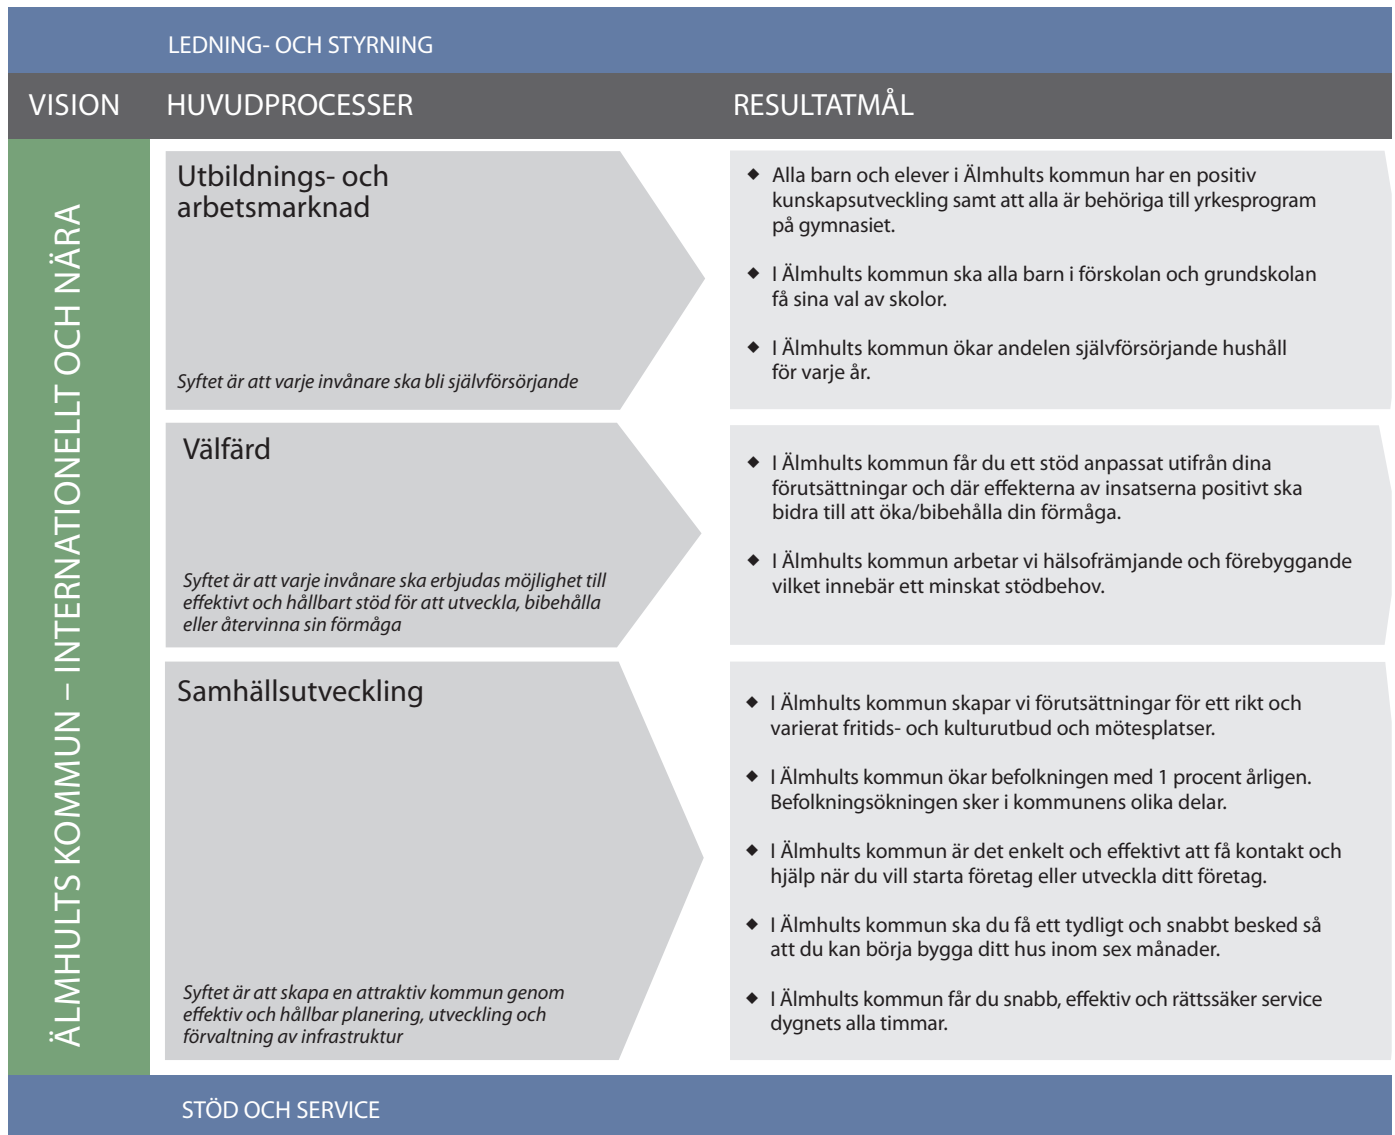 LEDNING- OCH STYRNING
VISION
HUVUDPROCESSER
RESULTATMÅL
ÄLMHULTS KOMMUN – INTERNATIONELLT OCH NÄRA
Utbildnings- och
arbetsmarknad
Syftet är att varje invånare ska bli självförsörjande
◆ Alla barn och elever i Älmhults kommun har en positiv
kunskapsutveckling samt att alla är behöriga till yrkesprogram
på gymnasiet.
◆ I Älmhults kommun ska alla barn i förskolan och grundskolan
få sina val av skolor.
◆ I Älmhults kommun ökar andelen självförsörjande hushåll
för varje år.
Välfärd
Syftet är att varje invånare ska erbjudas möjlighet till
effektivt och hållbart stöd för att utveckla, bibehålla
eller återvinna sin förmåga
◆ I Älmhults kommun får du ett stöd anpassat utifrån dina
förutsättningar och där effekterna av insatserna positivt ska
bidra till att öka/bibehålla din förmåga.
◆ I Älmhults kommun arbetar vi hälsofrämjande och förebyggande
vilket innebär ett minskat stödbehov.
Samhällsutveckling
Syftet är att skapa en attraktiv kommun genom
effektiv och hållbar planering, utveckling och
förvaltning av infrastruktur
◆ I Älmhults kommun skapar vi förutsättningar för ett rikt och
varierat fritids- och kulturutbud och mötesplatser.
◆ I Älmhults kommun ökar befolkningen med 1 procent årligen.
Befolkningsökningen sker i kommunens olika delar.
◆ I Älmhults kommun är det enkelt och effektivt att få kontakt och
hjälp när du vill starta företag eller utveckla ditt företag.
◆ I Älmhults kommun ska du få ett tydligt och snabbt besked så
att du kan börja bygga ditt hus inom sex månader.
◆ I Älmhults kommun får du snabb, effektiv och rättssäker service
dygnets alla timmar.
STÖD OCH SERVICE